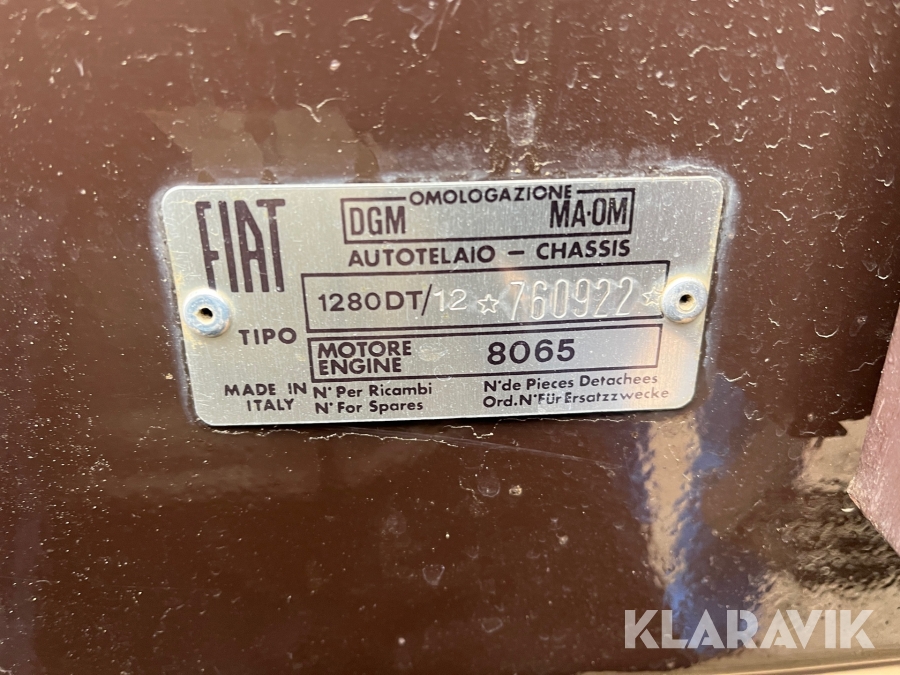 FIAT
OMOLOGAZIONE
DGM MA·OM
AUTOTELAIO – CHASSIS
TIPO
1280DT/12 ☆760922☆
MOTORE
ENGINE
8065
MADE IN
ITALY
N° Per Ricambi
N° For Spares
N° de Pieces Detachees
Ord. N° Für Ersatzzwecke
KLARAVIK